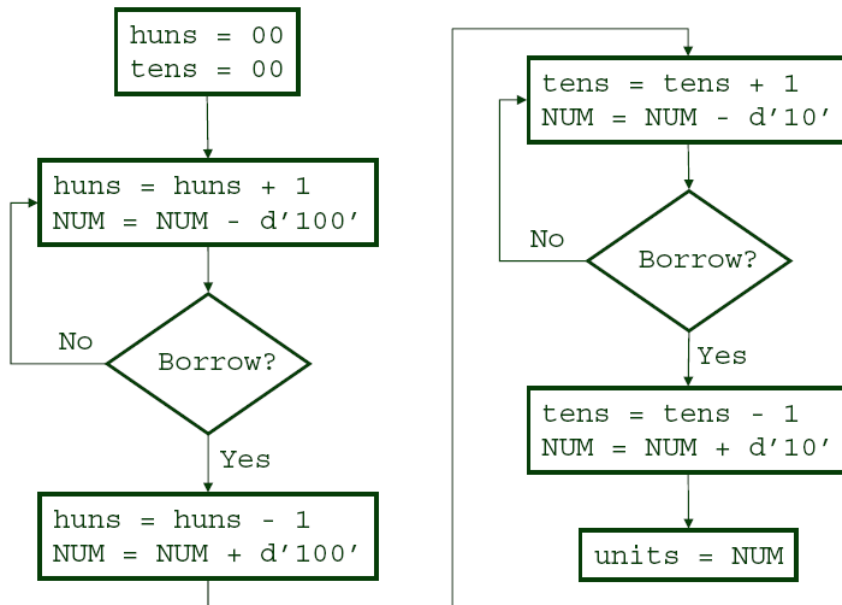 huns = 00
tens = 00
huns = huns + 1
NUM = NUM - d’100’
Borrow?
No
Yes
huns = huns - 1
NUM = NUM + d’100’
tens = tens + 1
NUM = NUM - d’10’
Borrow?
No
Yes
tens = tens - 1
NUM = NUM + d’10’
units = NUM